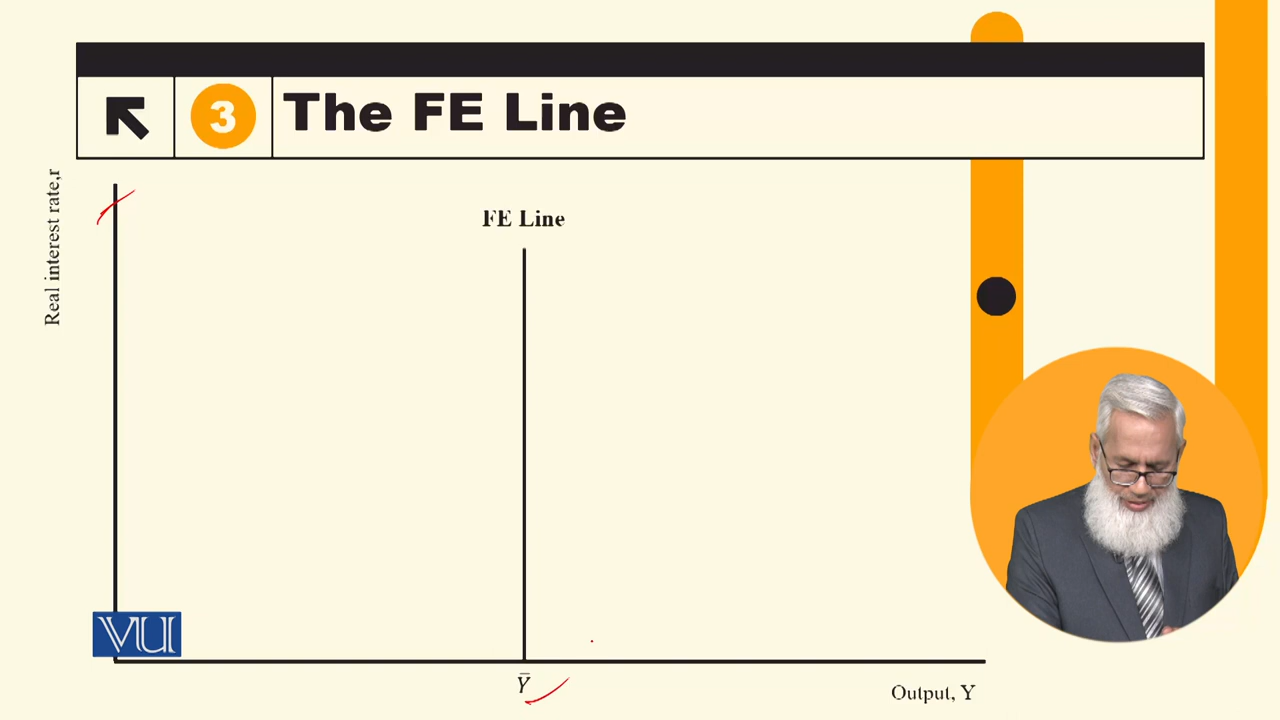 3
The FE Line
Real interest rate,r
FE Line
VU
Ȳ
Output, Y